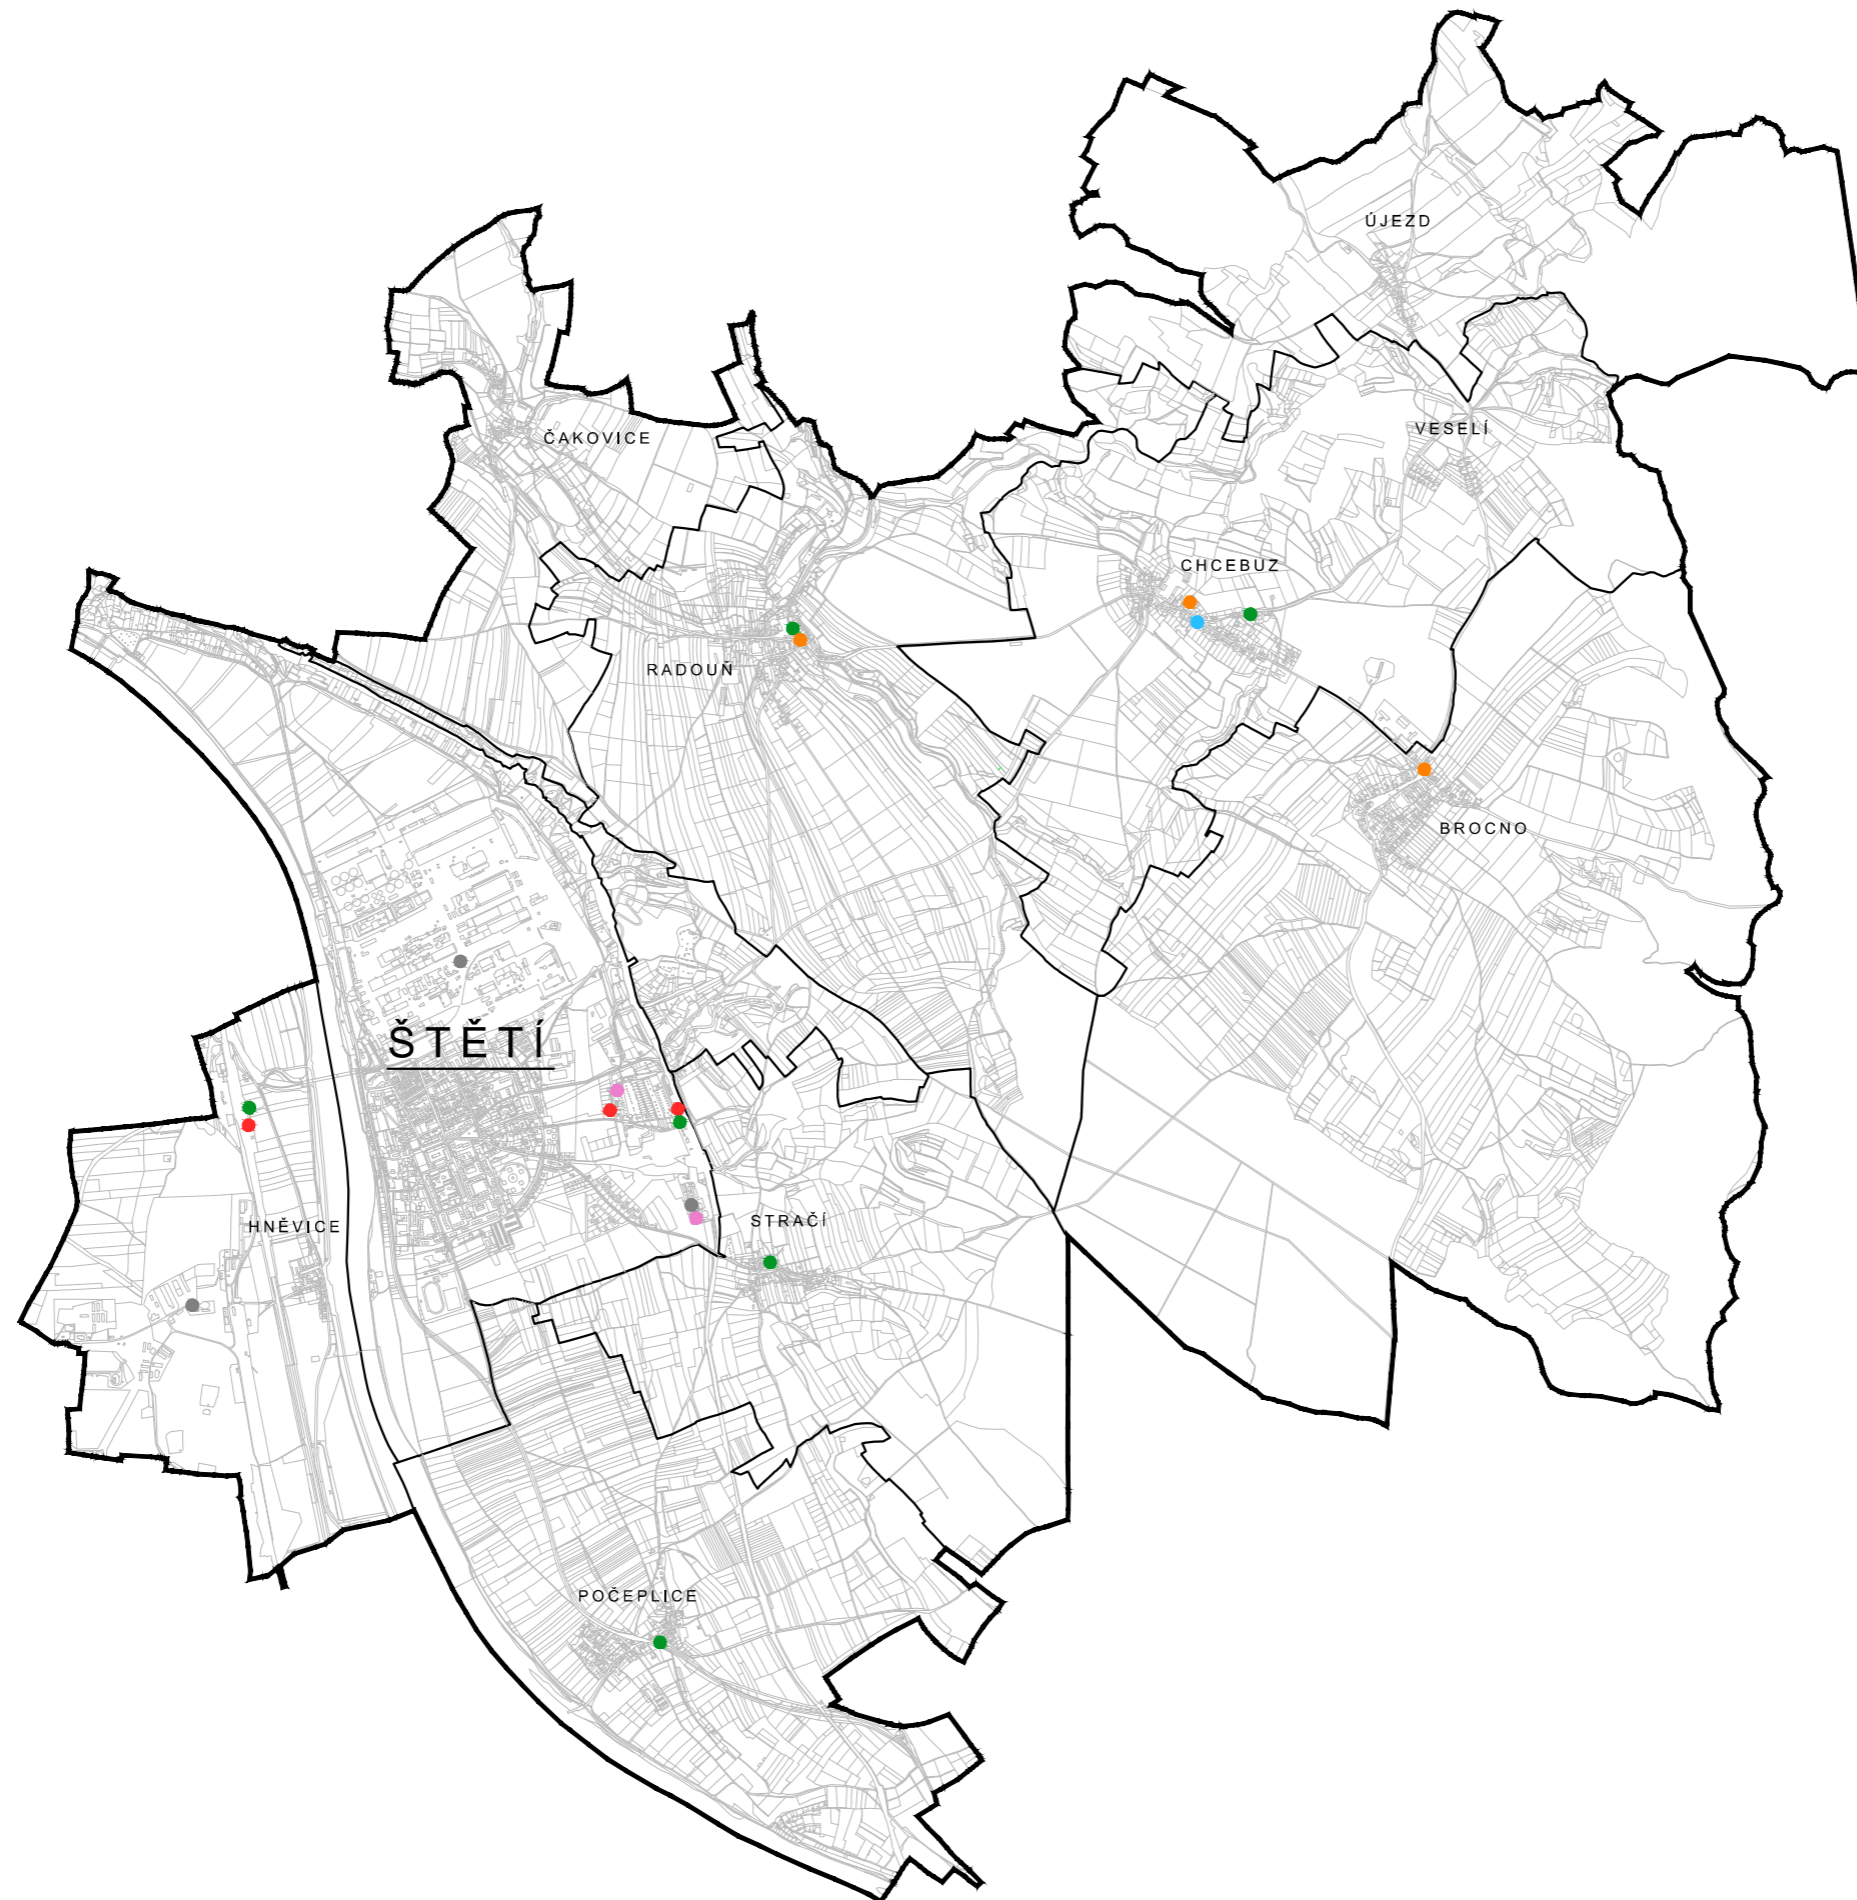 ÚJEZD
VESELÍ
ČAKOVICE
CHCEBUZ
RADOUŇ
BROCNO
ŠTĚTÍ
STRAČÍ
HNĚVICE
POČEPLICE